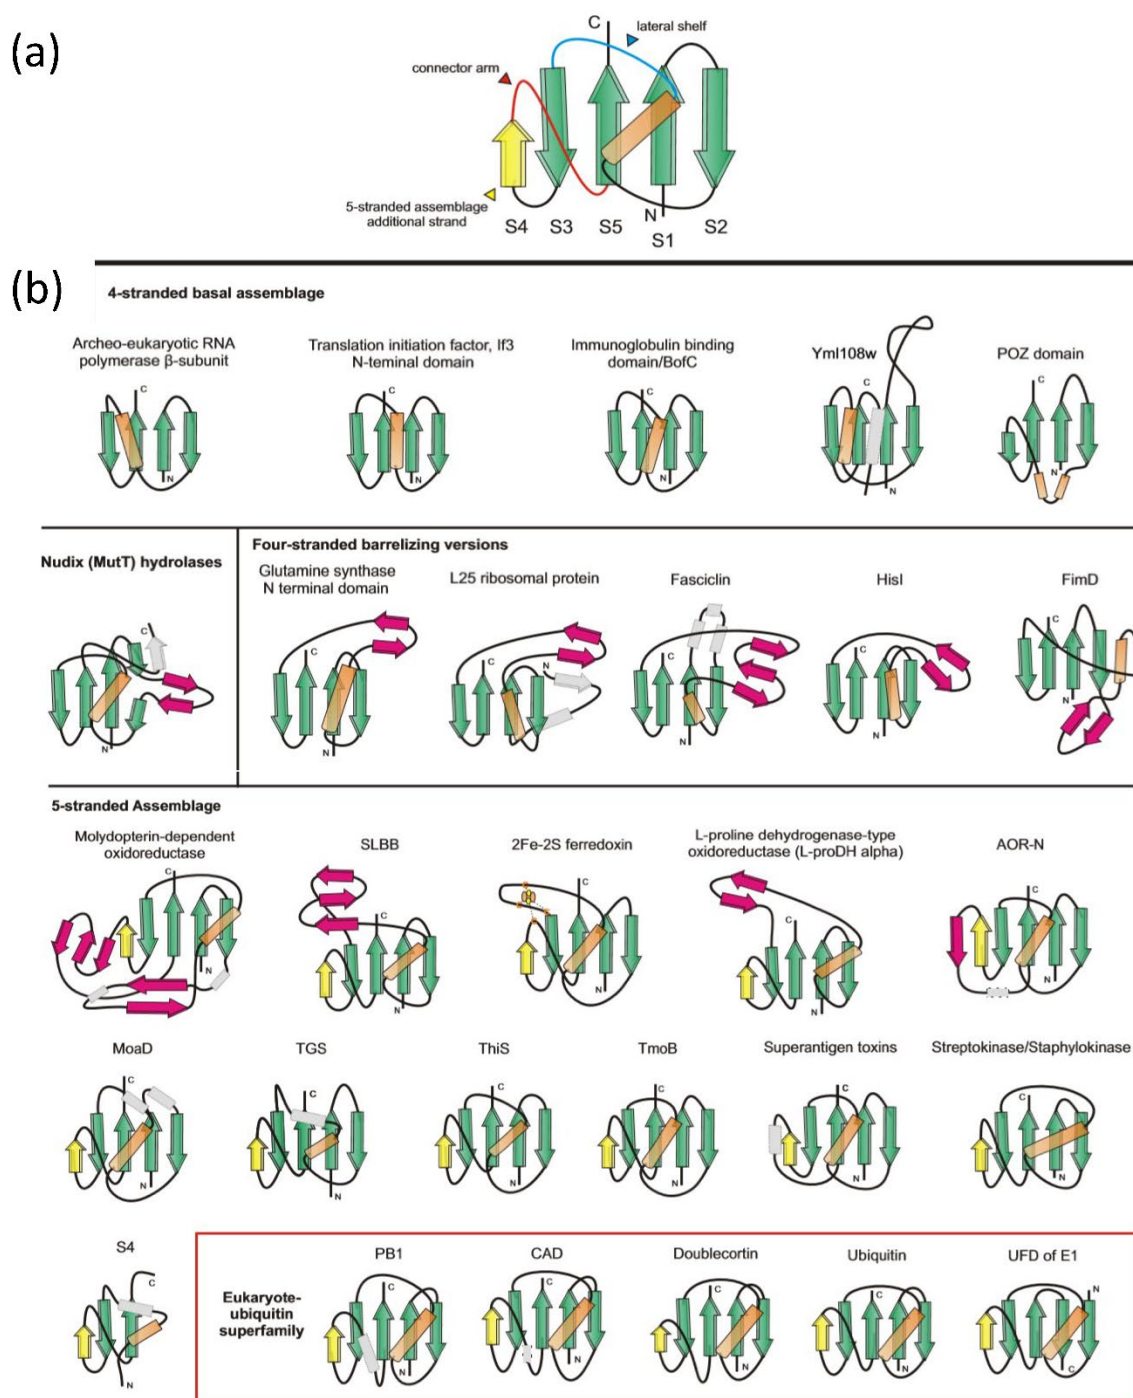 (a)
C
lateral shelf
connector arm
5-stranded assemblage
additional strand
N
S4 S3 S5 S1 S2
(b)
4-stranded basal assemblage
Archeo-eukaryotic RNA
polymerase β-subunit
C
N
Translation initiation factor, If3
N-teminal domain
C
N
Immunoglobulin binding
domain/BofC
C
N
Yml108w
C
N
POZ domain
C
N
Nudix (MutT) hydrolases
C
N
Four-stranded barrelizing versions
Glutamine synthase
N terminal domain
C
N
L25 ribosomal protein
C
N
Fasciclin
C
N
HisI
C
N
FimD
C
N
5-stranded Assemblage
Molydopterin-dependent
oxidoreductase
C
N
SLBB
C
N
2Fe-2S ferredoxin
C
N
L-proline dehydrogenase-type
oxidoreductase (L-proDH alpha)
C
N
AOR-N
C
N
MoaD
C
N
TGS
C
N
ThiS
C
N
TmoB
C
N
Superantigen toxins
C
N
Streptokinase/Staphylokinase
C
N
S4
C
N
Eukaryote-
ubiquitin
superfamily
PB1
C
N
CAD
C
N
Doublecortin
C
N
Ubiquitin
C
N
UFD of E1
N
C